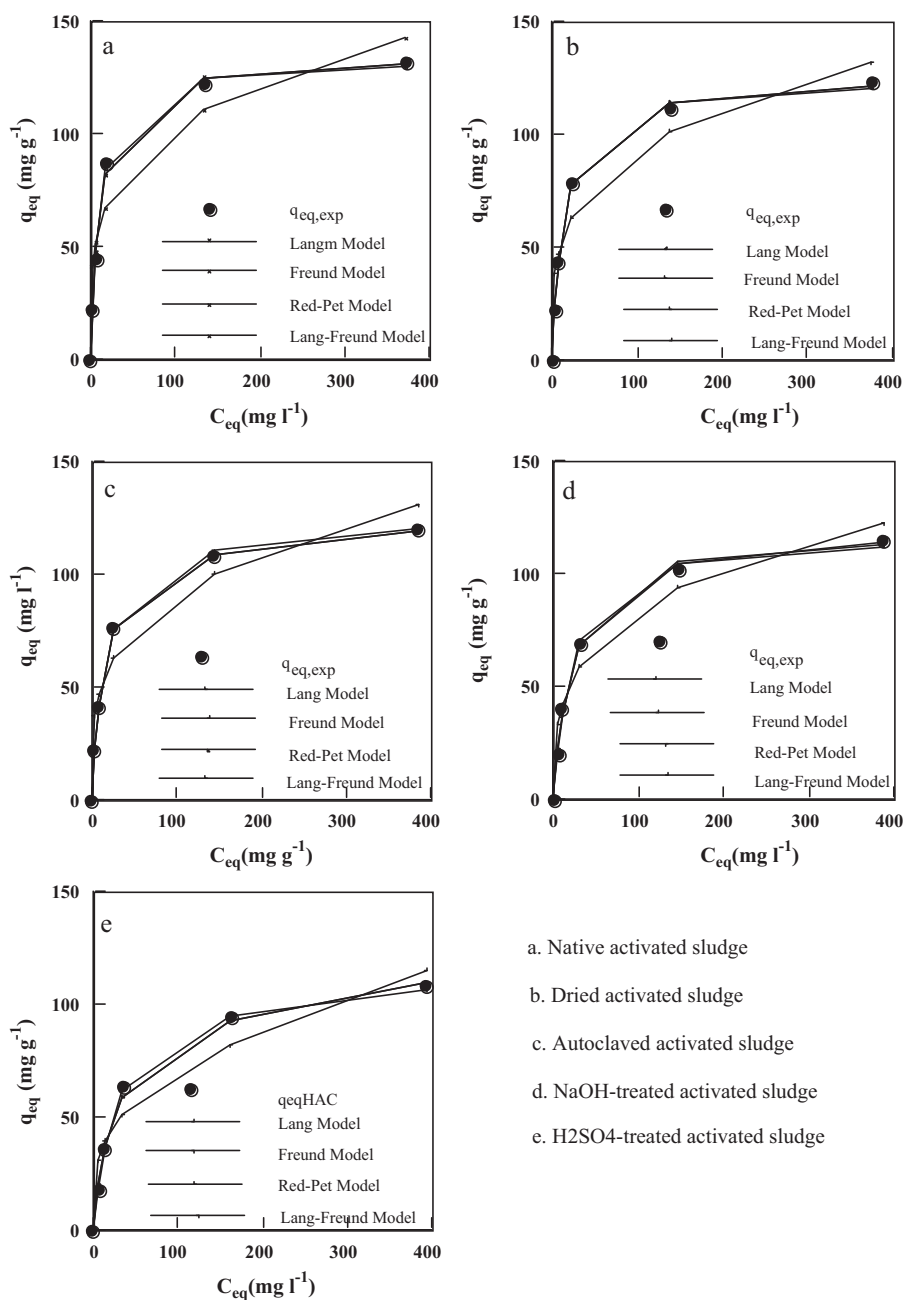 150
a
100
50
0
q_eq (mg g⁻¹)
q_eq,exp
Langm Model
Freund Model
Red-Pet Model
Lang-Freund Model
0 100 200 300 400
C_eq(mg l⁻¹)
150
b
100
50
0
q_eq (mg g⁻¹)
q_eq,exp
Lang Model
Freund Model
Red-Pet Model
Lang-Freund Model
0 100 200 300 400
C_eq(mg l⁻¹)
150
c
100
50
0
q_eq (mg l⁻¹)
q_eq,exp
Lang Model
Freund Model
Red-Pet Model
Lang-Freund Model
0 100 200 300 400
C_eq(mg g⁻¹)
150
d
100
50
0
q_eq (mg g⁻¹)
q_eq,exp
Lang Model
Freund Model
Red-Pet Model
Lang-Freund Model
0 100 200 300 400
C_eq(mg l⁻¹)
150
e
100
50
0
q_eq (mg g⁻¹)
qeqHAC
Lang Model
Freund Model
Red-Pet Model
Lang-Freund Model
0 100 200 300 400
C_eq(mg l⁻¹)
a. Native activated sludge
b. Dried activated sludge
c. Autoclaved activated sludge
d. NaOH-treated activated sludge
e. H2SO4-treated activated sludge